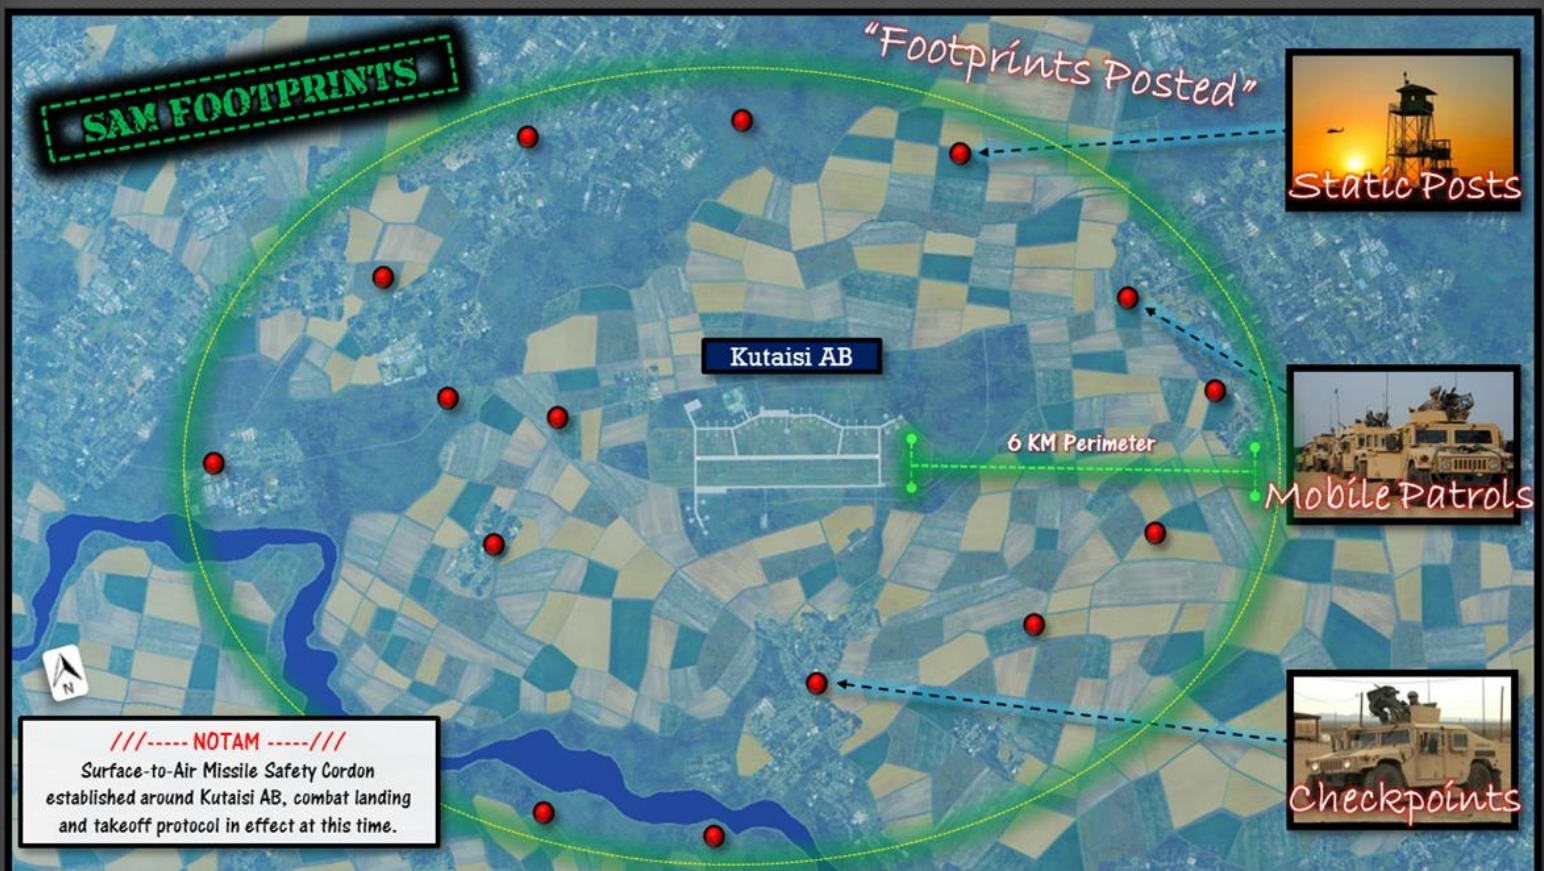 SAM FOOTPRINTS
"Footprints Posted"
Static Posts
Kutaisi AB
6 KM Perimeter
Mobile Patrols
N
Checkpoints
///----- NOTAM -----///
Surface-to-Air Missile Safety Cordon
established around Kutaisi AB, combat landing
and takeoff protocol in effect at this time.